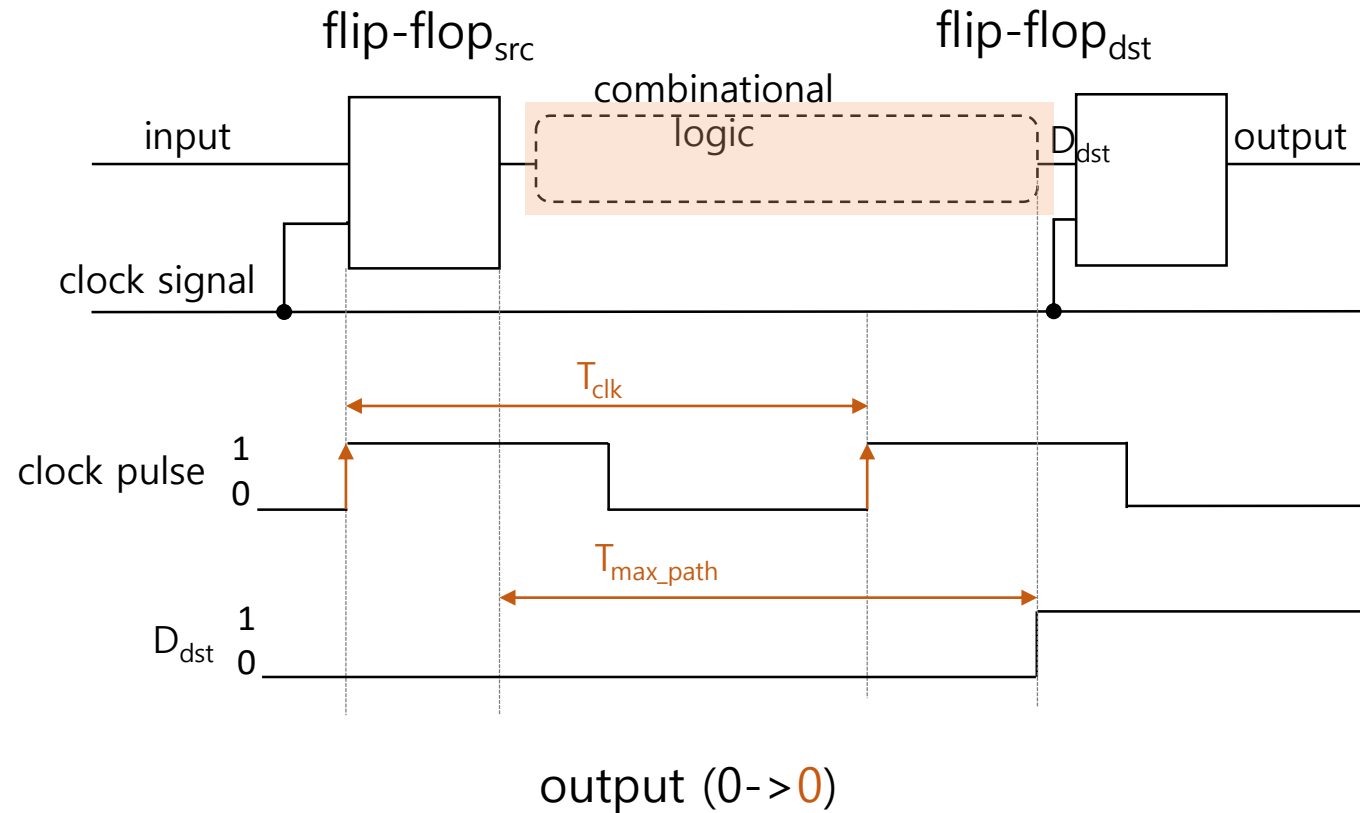 flip-flopsrc
flip-flopdst
combinational
logic
input
Ddst
output
clock signal
Tclk
1
clock pulse
0
Tmax_path
1
Ddst
0
output (0->0)